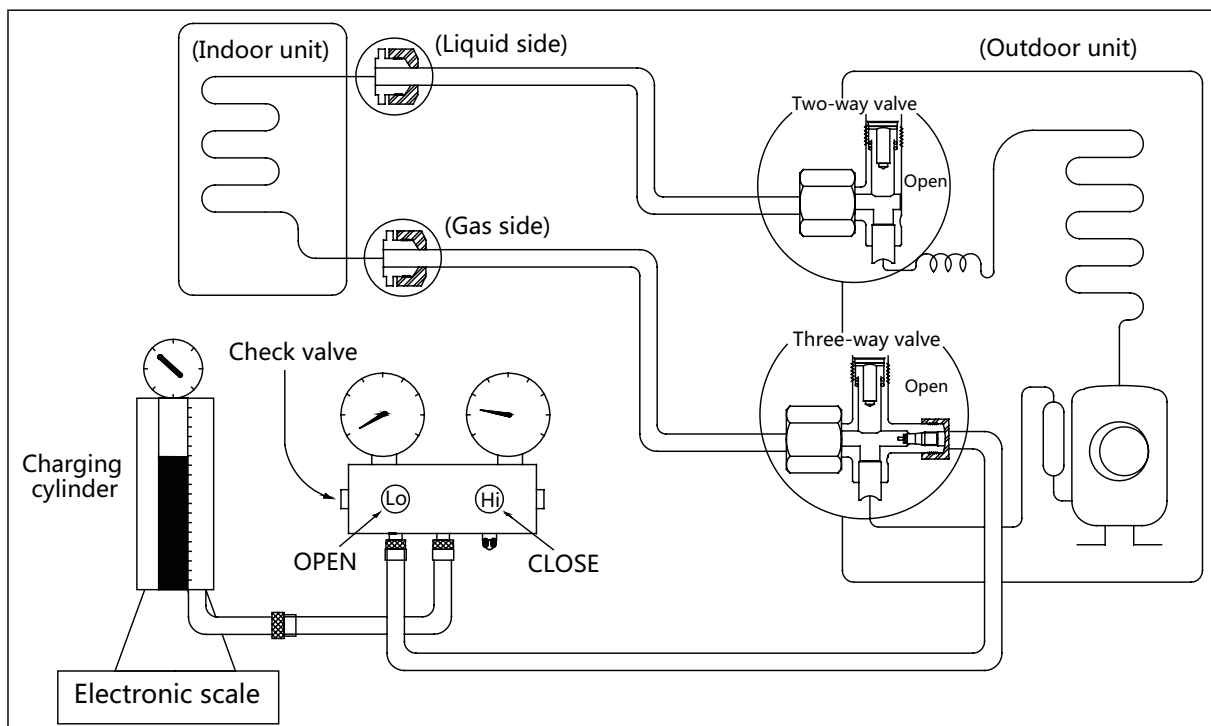 (Indoor unit)
(Liquid side)
(Outdoor unit)
Two-way valve
Open
(Gas side)
Three-way valve
Open
Check valve
Charging
cylinder
Lo
Hi
OPEN
CLOSE
Electronic scale